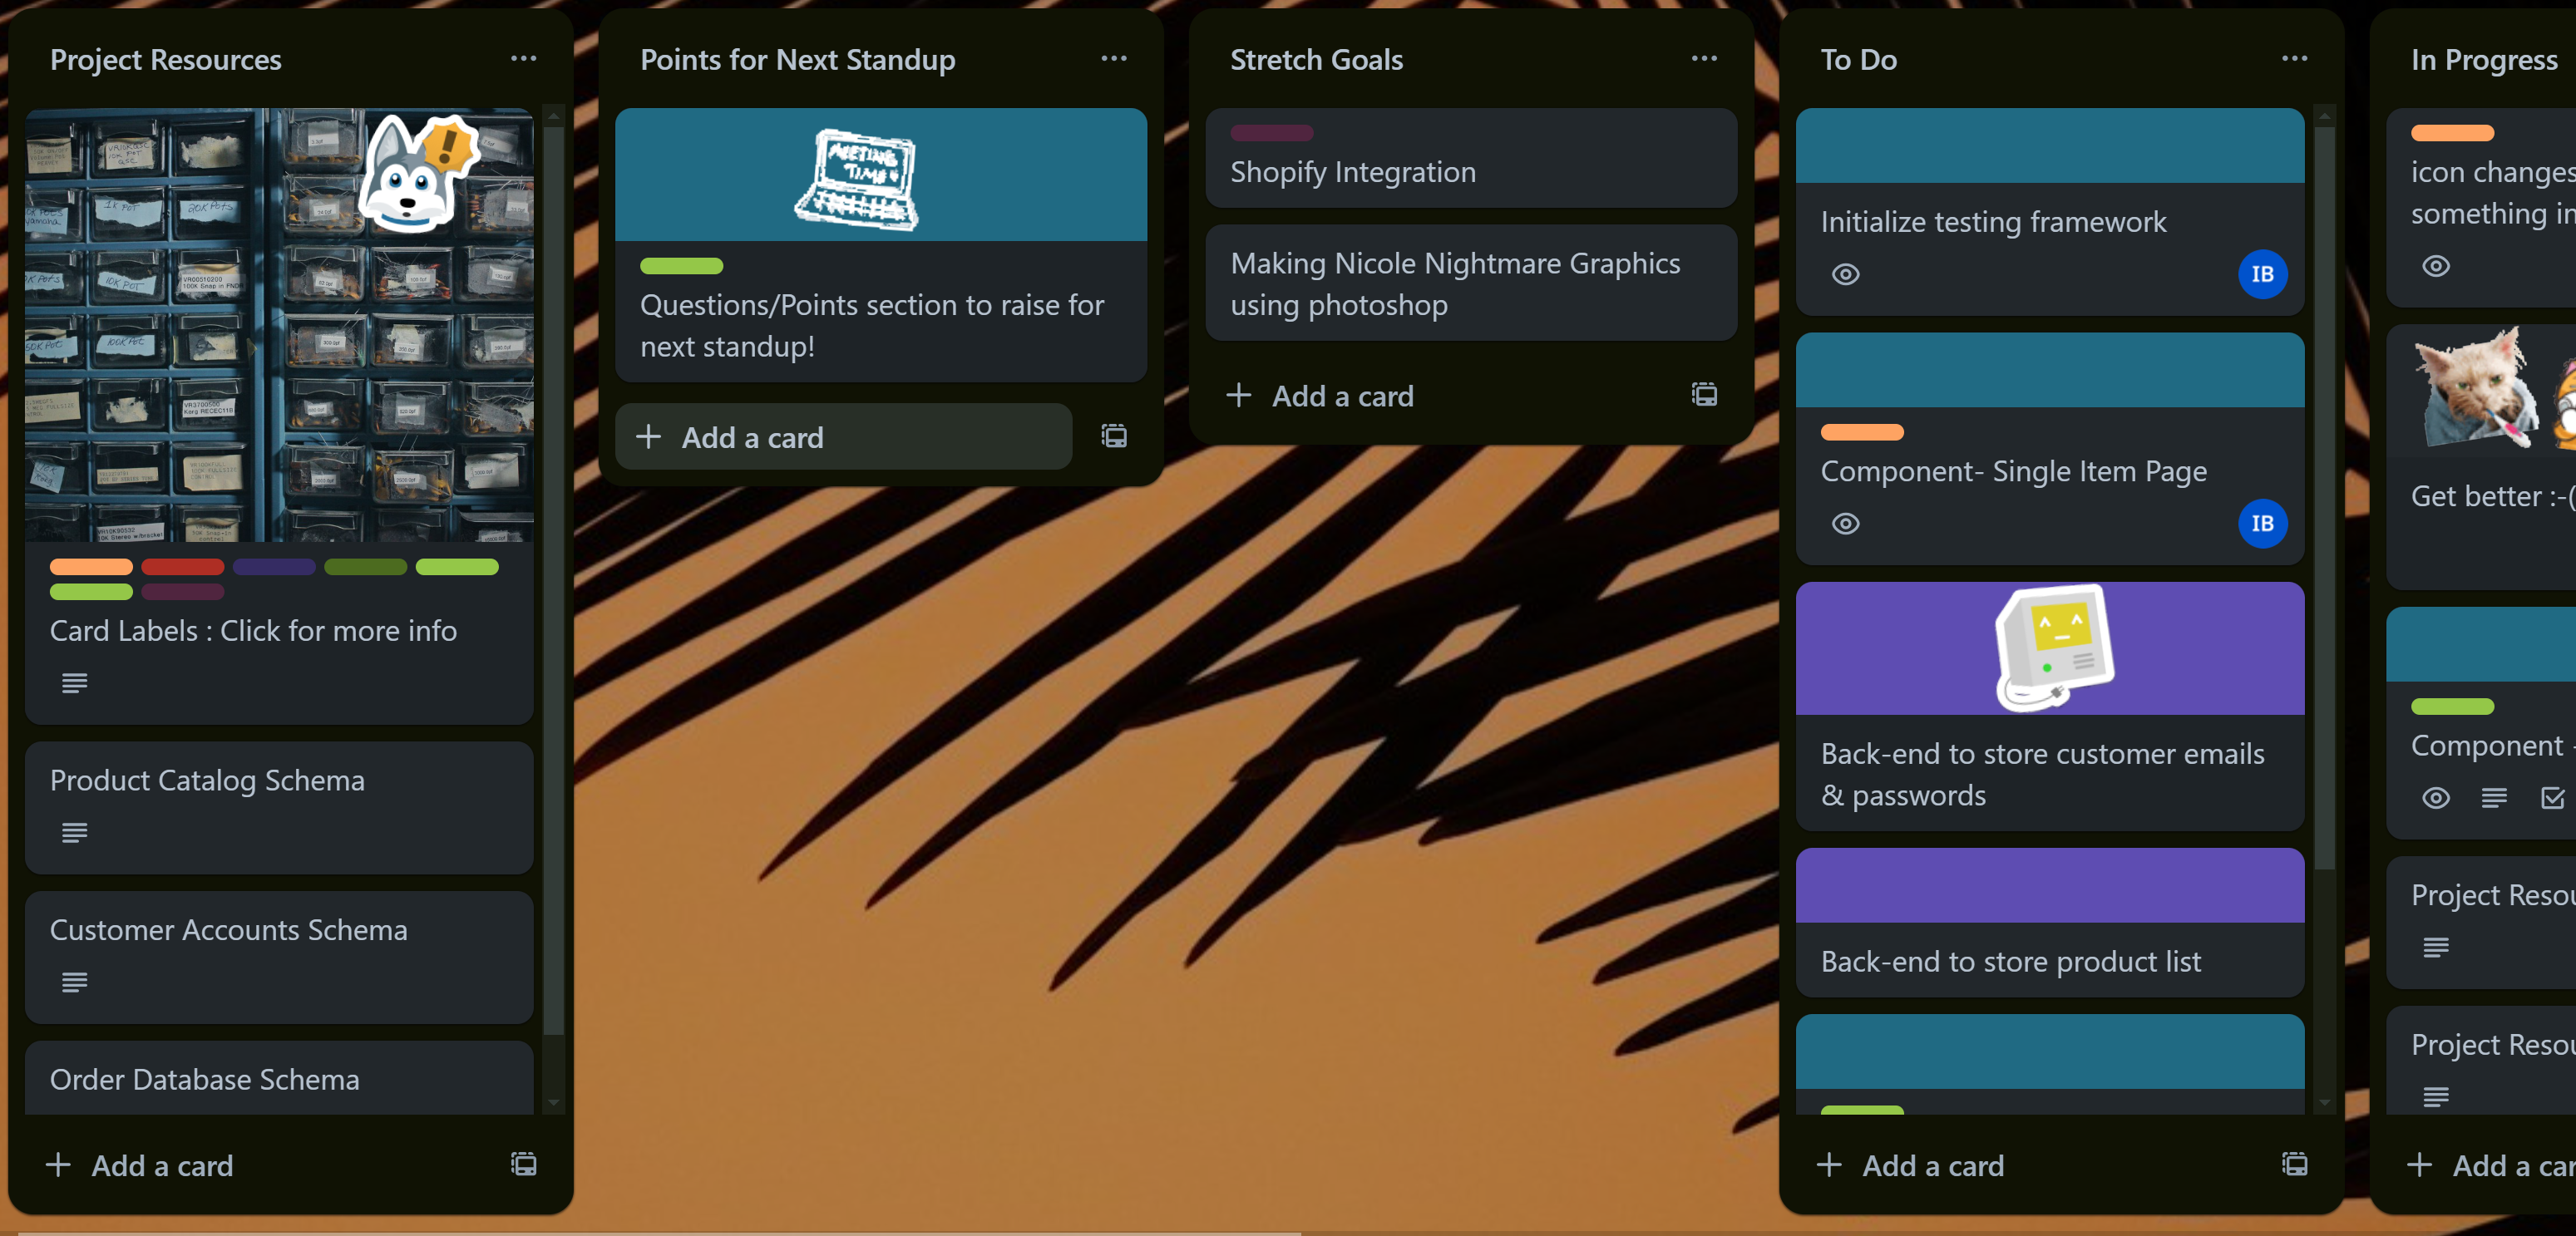 Project Resources
Card Labels : Click for more info
Product Catalog Schema
Customer Accounts Schema
Order Database Schema
Add a card
Points for Next Standup
MEETING
TIME
Questions/Points section to raise for
next standup!
Add a card
Stretch Goals
Shopify Integration
Making Nicole Nightmare Graphics
using photoshop
Add a card
To Do
Initialize testing framework
IB
Component- Single Item Page
IB
Back-end to store customer emails
& passwords
Back-end to store product list
Add a card
In Progress
icon changes
something in
Get better :-(
Component -
Project Resou
Project Resou
Add a car